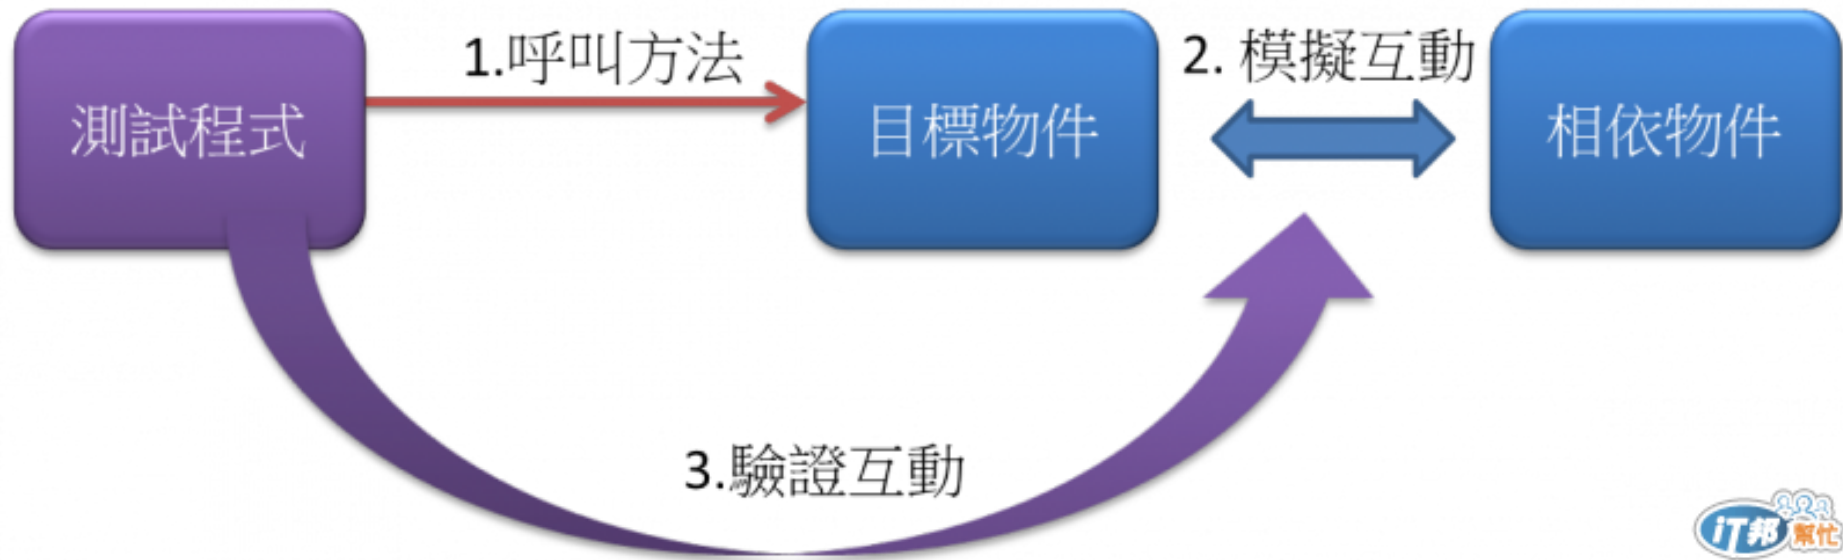 1.呼叫方法
2. 模擬互動
測試程式
目標物件
相依物件
3.驗證互動
iT邦幫忙